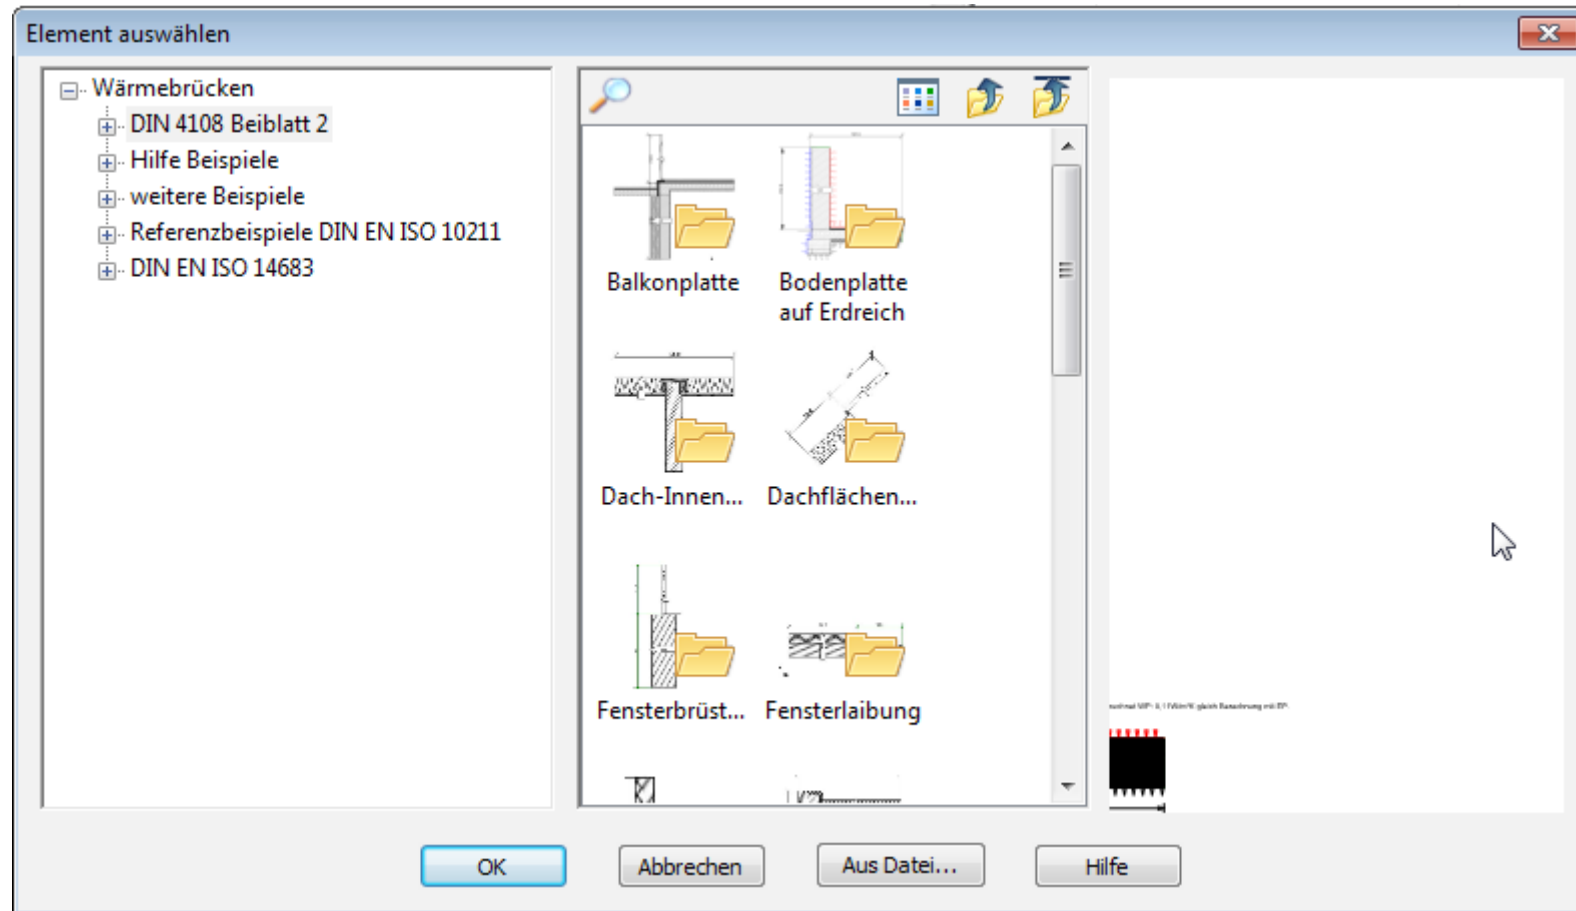 Element auswählen
Wärmebrücken
DIN 4108 Beiblatt 2
Hilfe Beispiele
weitere Beispiele
Referenzbeispiele DIN EN ISO 10211
DIN EN ISO 14683
Balkonplatte
Bodenplatte
auf Erdreich
Dach-Innen...
Dachflächen...
Fensterbrüst...
Fensterlaibung
OK
Abbrechen
Aus Datei...
Hilfe